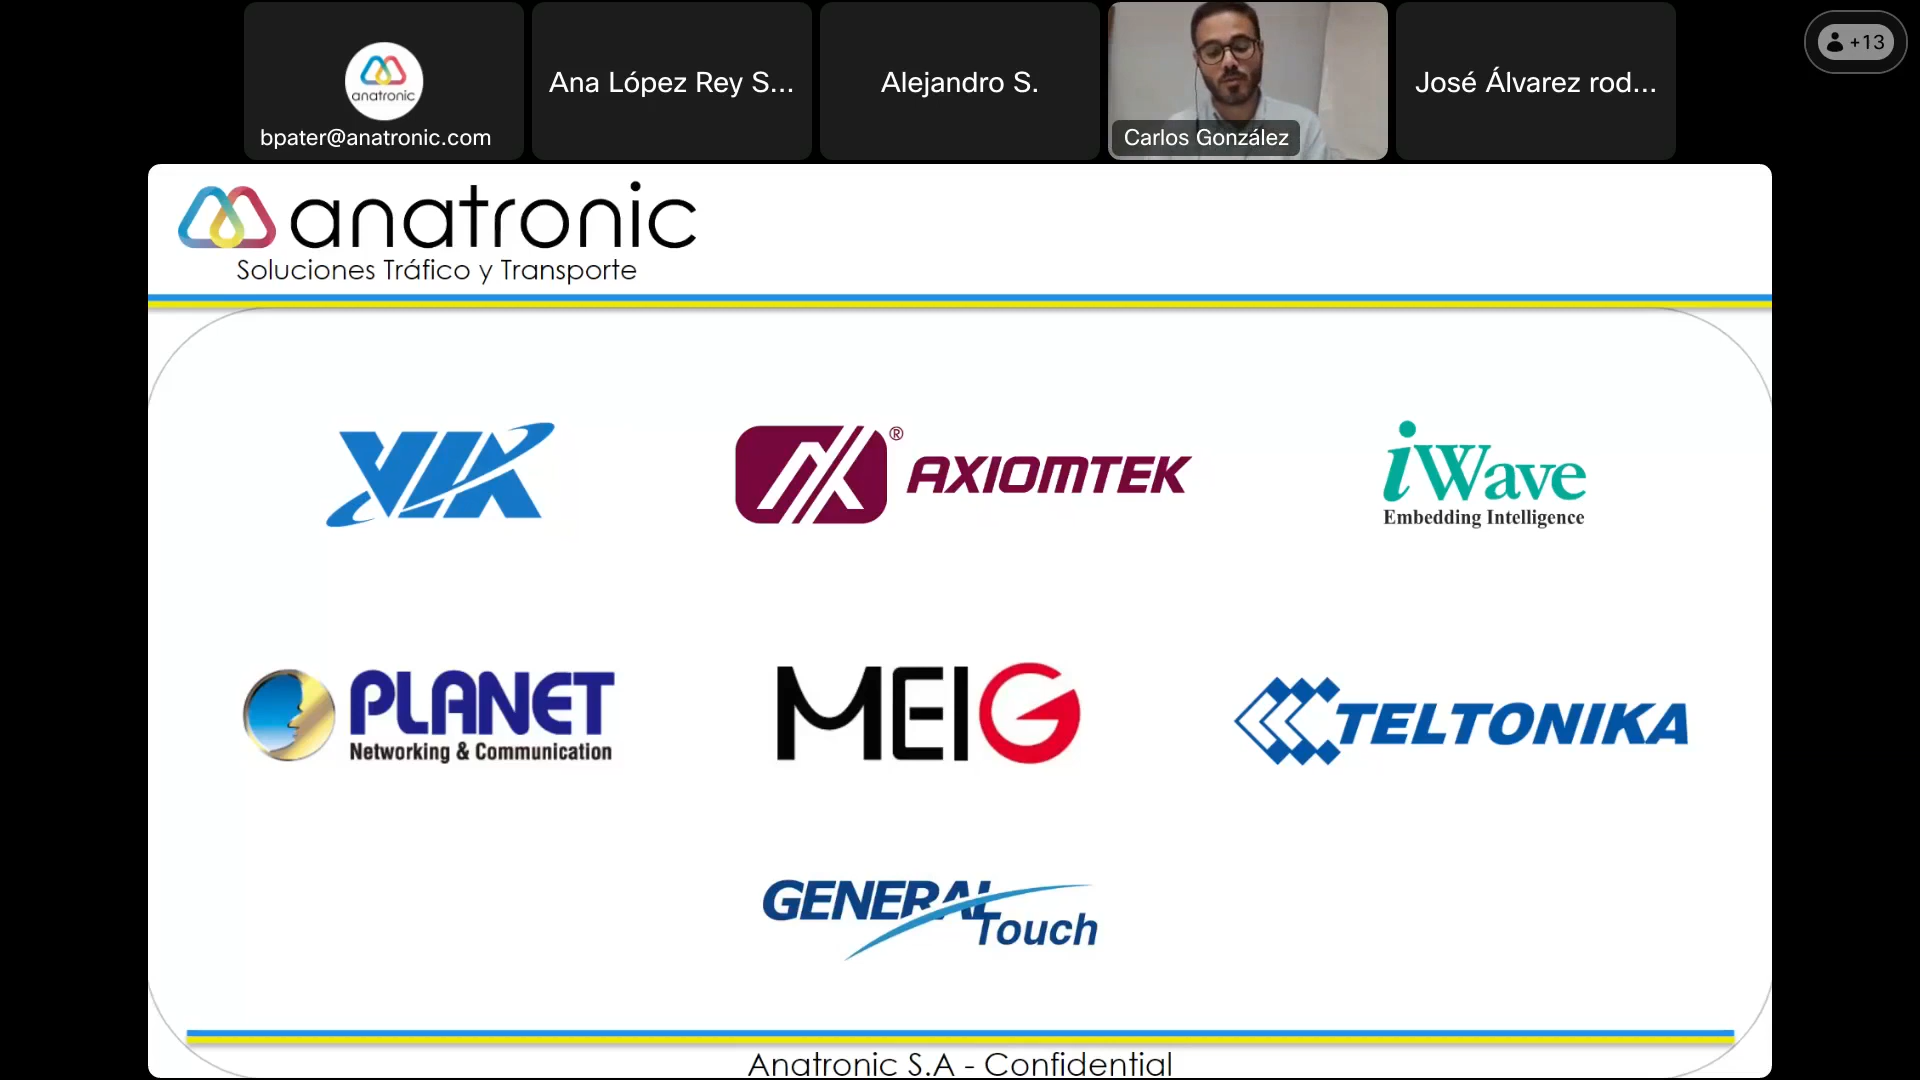 anatronic
bpater@anatronic.com
Ana López Rey S...
Alejandro S.
Carlos González
José Álvarez rod...
+13
anatronic
Soluciones Tráfico y Transporte
VIA
® AXIOMTEK
iWave
Embedding Intelligence
PLANET
Networking & Communication
MEIG
TELTONIKA
GENERAL
Touch
Anatronic S.A - Confidential